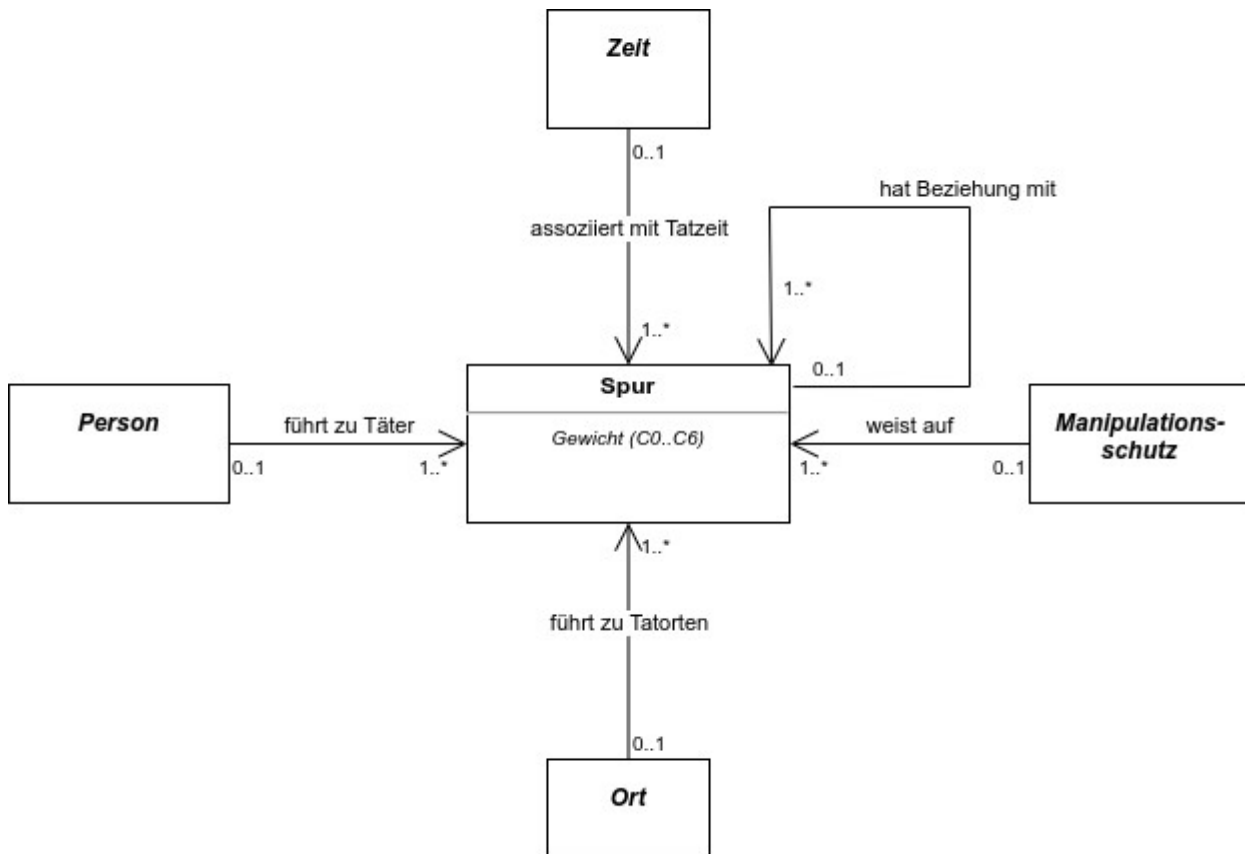 Zeit
0..1
hat Beziehung mit
assoziiert mit Tatzeit
1..*
1..*
0..1
Spur
Gewicht (C0..C6)
Person
führt zu Täter
0..1
1..*
weist auf
1..*
0..1
Manipulations-
schutz
1..*
führt zu Tatorten
0..1
Ort